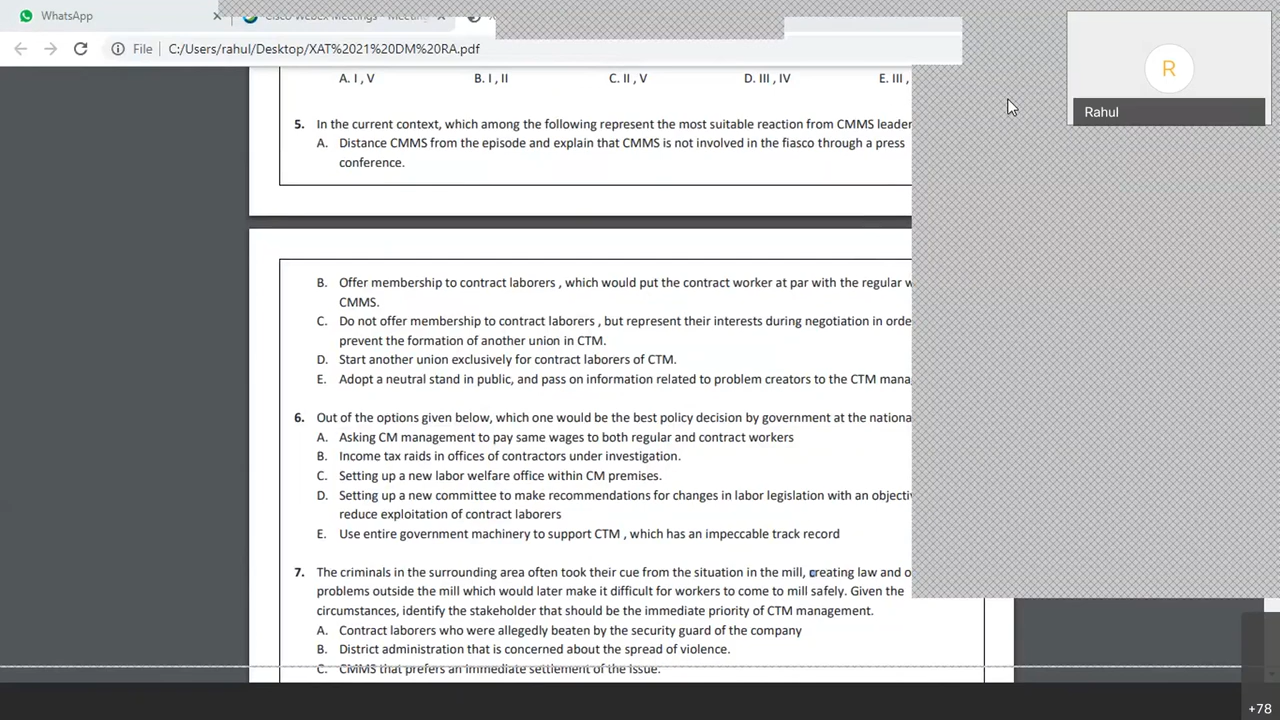 WhatsApp
Cisco Webex Meetings - Meeting
File C:/Users/rahul/Desktop/XAT%2021%20DM%20RA.pdf
R
Rahul
A. I , V B. I , II C. II , V D. III , IV E. III ,
5. In the current context, which among the following represent the most suitable reaction from CMMS leader
A. Distance CMMS from the episode and explain that CMMS is not involved in the fiasco through a press
conference.
B. Offer membership to contract laborers , which would put the contract worker at par with the regular w
CMMS.
C. Do not offer membership to contract laborers , but represent their interests during negotiation in orde
prevent the formation of another union in CTM.
D. Start another union exclusively for contract laborers of CTM.
E. Adopt a neutral stand in public, and pass on information related to problem creators to the CTM mana
6. Out of the options given below, which one would be the best policy decision by government at the nationa
A. Asking CM management to pay same wages to both regular and contract workers
B. Income tax raids in offices of contractors under investigation.
C. Setting up a new labor welfare office within CM premises.
D. Setting up a new committee to make recommendations for changes in labor legislation with an objectiv
reduce exploitation of contract laborers
E. Use entire government machinery to support CTM , which has an impeccable track record
7. The criminals in the surrounding area often took their cue from the situation in the mill, creating law and o
problems outside the mill which would later make it difficult for workers to come to mill safely. Given the
circumstances, identify the stakeholder that should be the immediate priority of CTM management.
A. Contract laborers who were allegedly beaten by the security guard of the company
B. District administration that is concerned about the spread of violence.
C. CMMS that prefers an immediate settlement of the issue.
+78